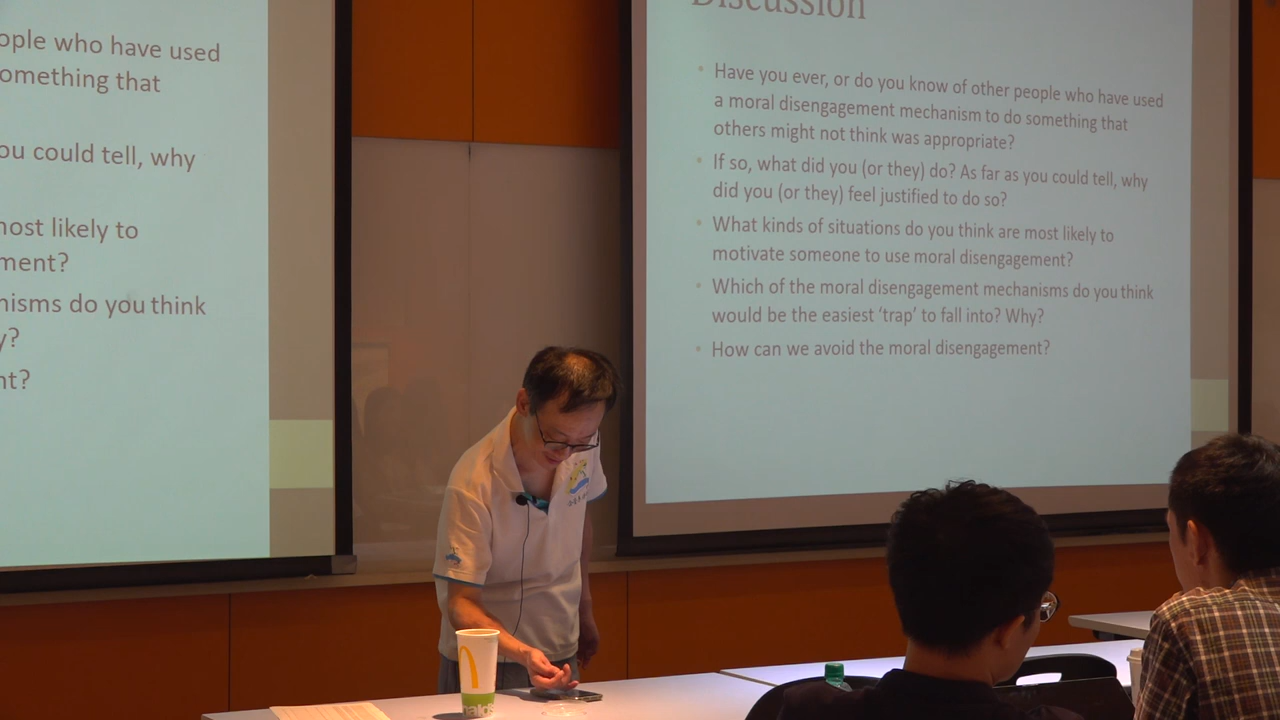 ople who have used
omething that
ou could tell, why
most likely to
ment?
nisms do you think
y?
nt?
Discussion
• Have you ever, or do you know of other people who have used
a moral disengagement mechanism to do something that
others might not think was appropriate?
• If so, what did you (or they) do? As far as you could tell, why
did you (or they) feel justified to do so?
• What kinds of situations do you think are most likely to
motivate someone to use moral disengagement?
• Which of the moral disengagement mechanisms do you think
would be the easiest ‘trap’ to fall into? Why?
• How can we avoid the moral disengagement?